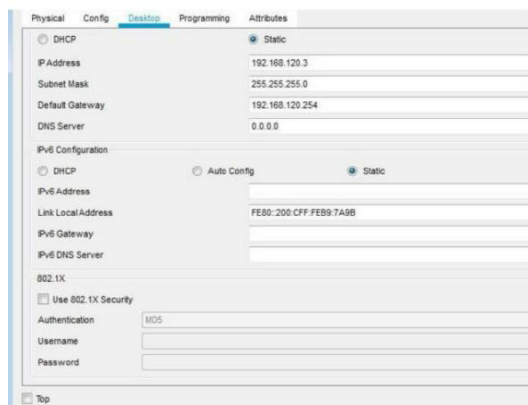 Physical Config Desktop Programming Attributes
DHCP Static
IP Address 192.168.120.3
Subnet Mask 255.255.255.0
Default Gateway 192.168.120.254
DNS Server 0.0.0.0
IPv6 Configuration
DHCP Auto Config Static
IPv6 Address
Link Local Address FE80::200:CFF:FEB9:7A9B
IPv6 Gateway
IPv6 DNS Server
802.1X
Use 802.1X Security
Authentication MD5
Username
Password
Top